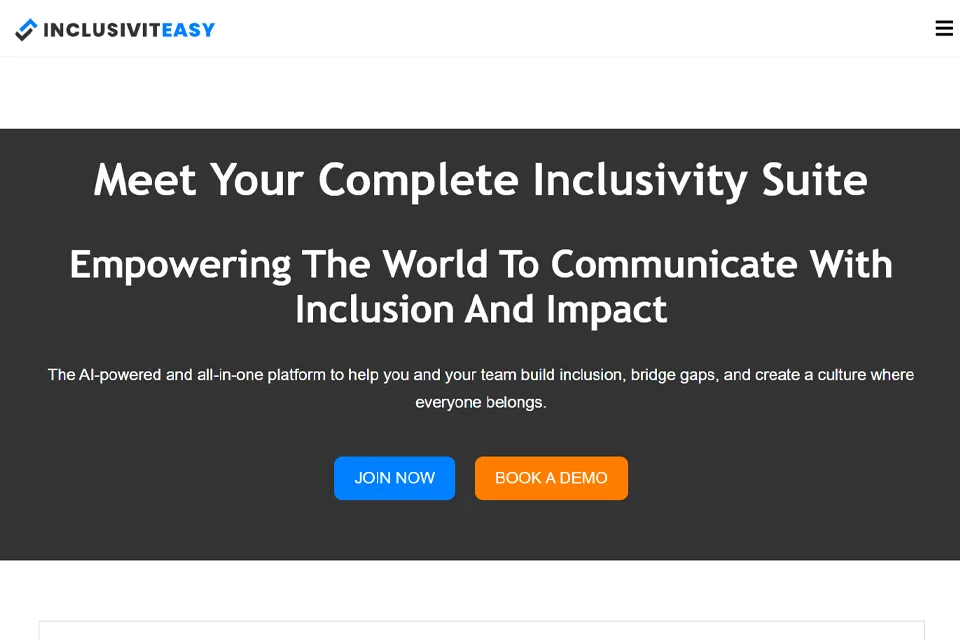 INCLUSIVITEASY
Meet Your Complete Inclusivity Suite
Empowering The World To Communicate With
Inclusion And Impact
The AI-powered and all-in-one platform to help you and your team build inclusion, bridge gaps, and create a culture where
everyone belongs.
JOIN NOW
BOOK A DEMO